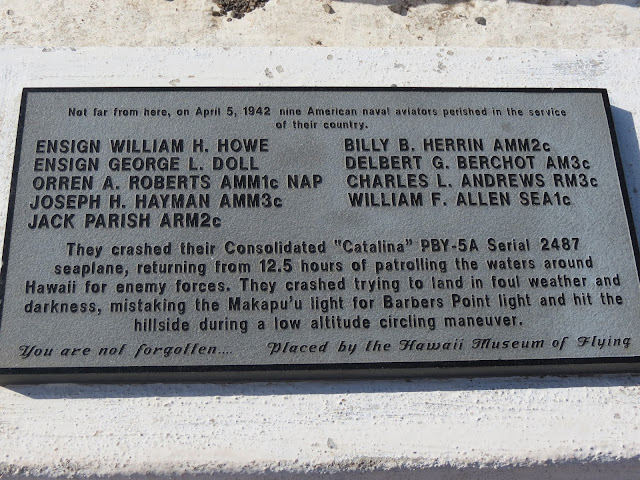 Not far from here, on April 5, 1942 nine American naval aviators perished in the service
of their country.
ENSIGN WILLIAM H. HOWE
ENSIGN GEORGE L. DOLL
ORREN A. ROBERTS AMM1c NAP
JOSEPH H. HAYMAN AMM3c
JACK PARISH ARM2c
BILLY B. HERRIN AMM2c
DELBERT G. BERCHOT AM3c
CHARLES L. ANDREWS RM3c
WILLIAM F. ALLEN SEA1c
They crashed their Consolidated "Catalina" PBY-5A Serial 2487
seaplane, returning from 12.5 hours of patrolling the waters around
Hawaii for enemy forces. They crashed trying to land in foul weather and
darkness, mistaking the Makapu'u light for Barbers Point light and hit the
hillside during a low altitude circling maneuver.
You are not forgotten.... Placed by the Hawaii Museum of Flying